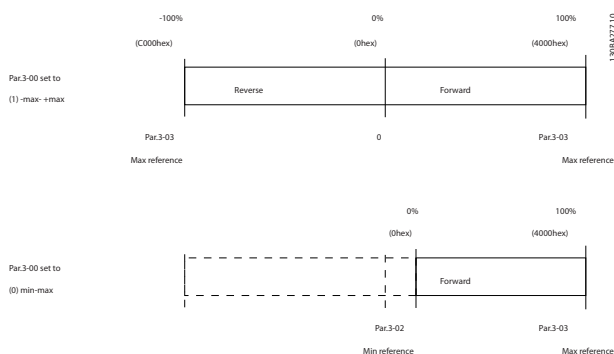 -100% 0% 100%
(C000hex) (0hex) (4000hex)
130BA277.10
Par.3-00 set to
(1) -max- +max
Reverse Forward
Par.3-03 0 Par.3-03
Max reference Max reference
0% 100%
(0hex) (4000hex)
Par.3-00 set to
(0) min-max
Forward
Par.3-02 Par.3-03
Min reference Max reference